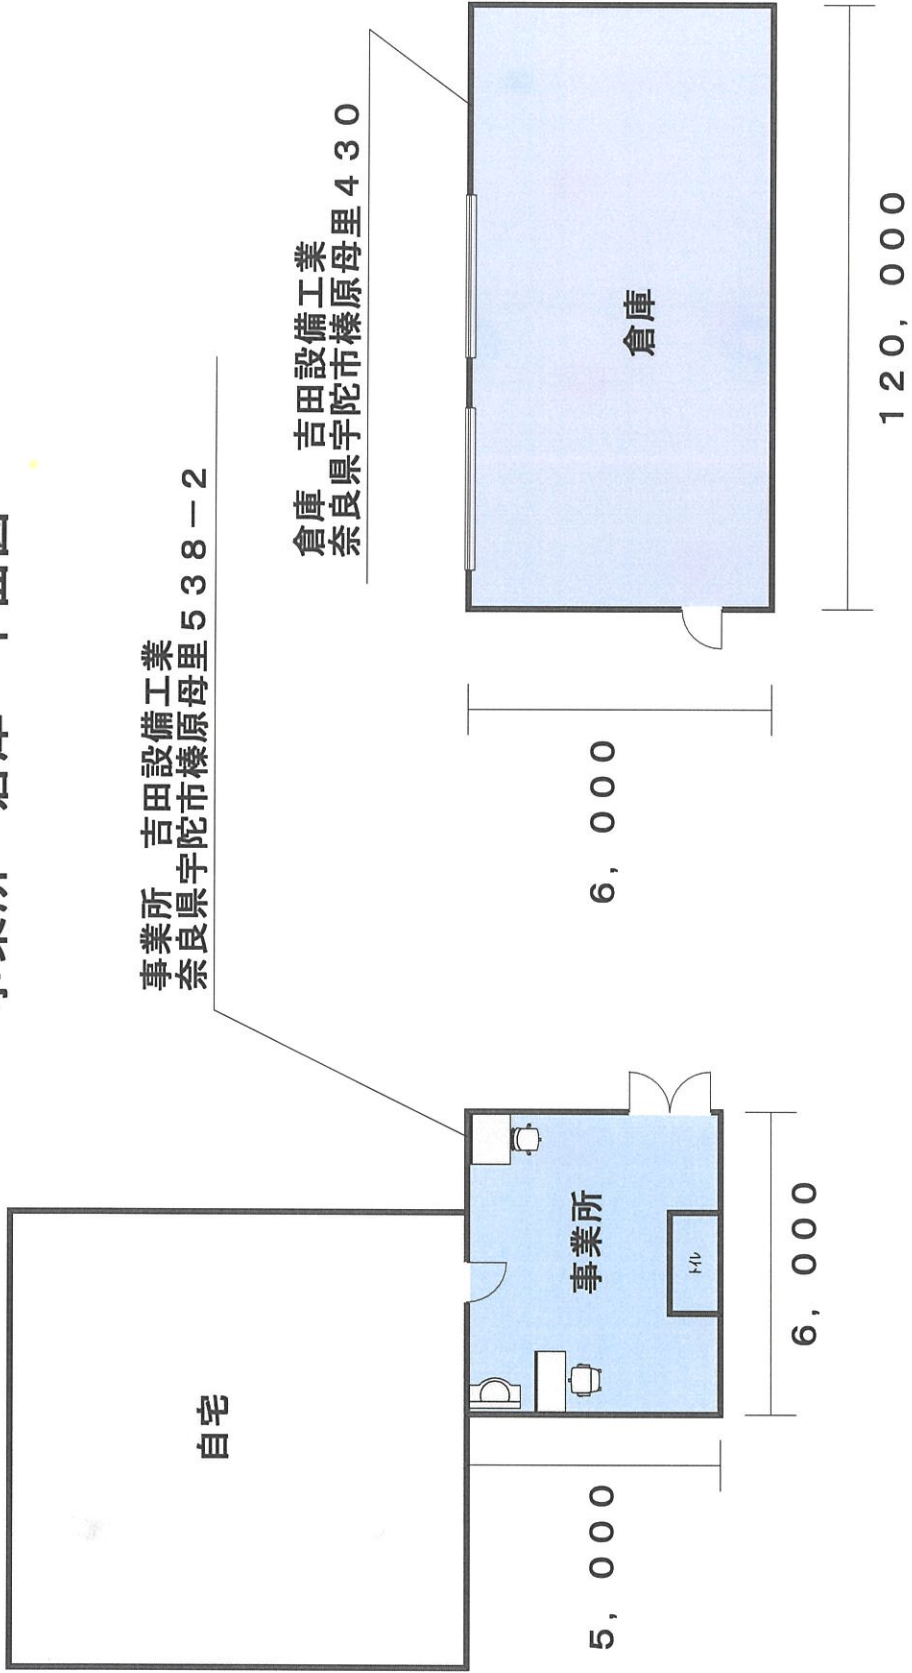 事業所　吉田設備工業
奈良県宇陀市榛原母里５３８－２
倉庫　吉田設備工業
奈良県宇陀市榛原母里４３０
自宅
事業所
トイレ
倉庫
５，０００
６，０００
６，０００
１２０，０００